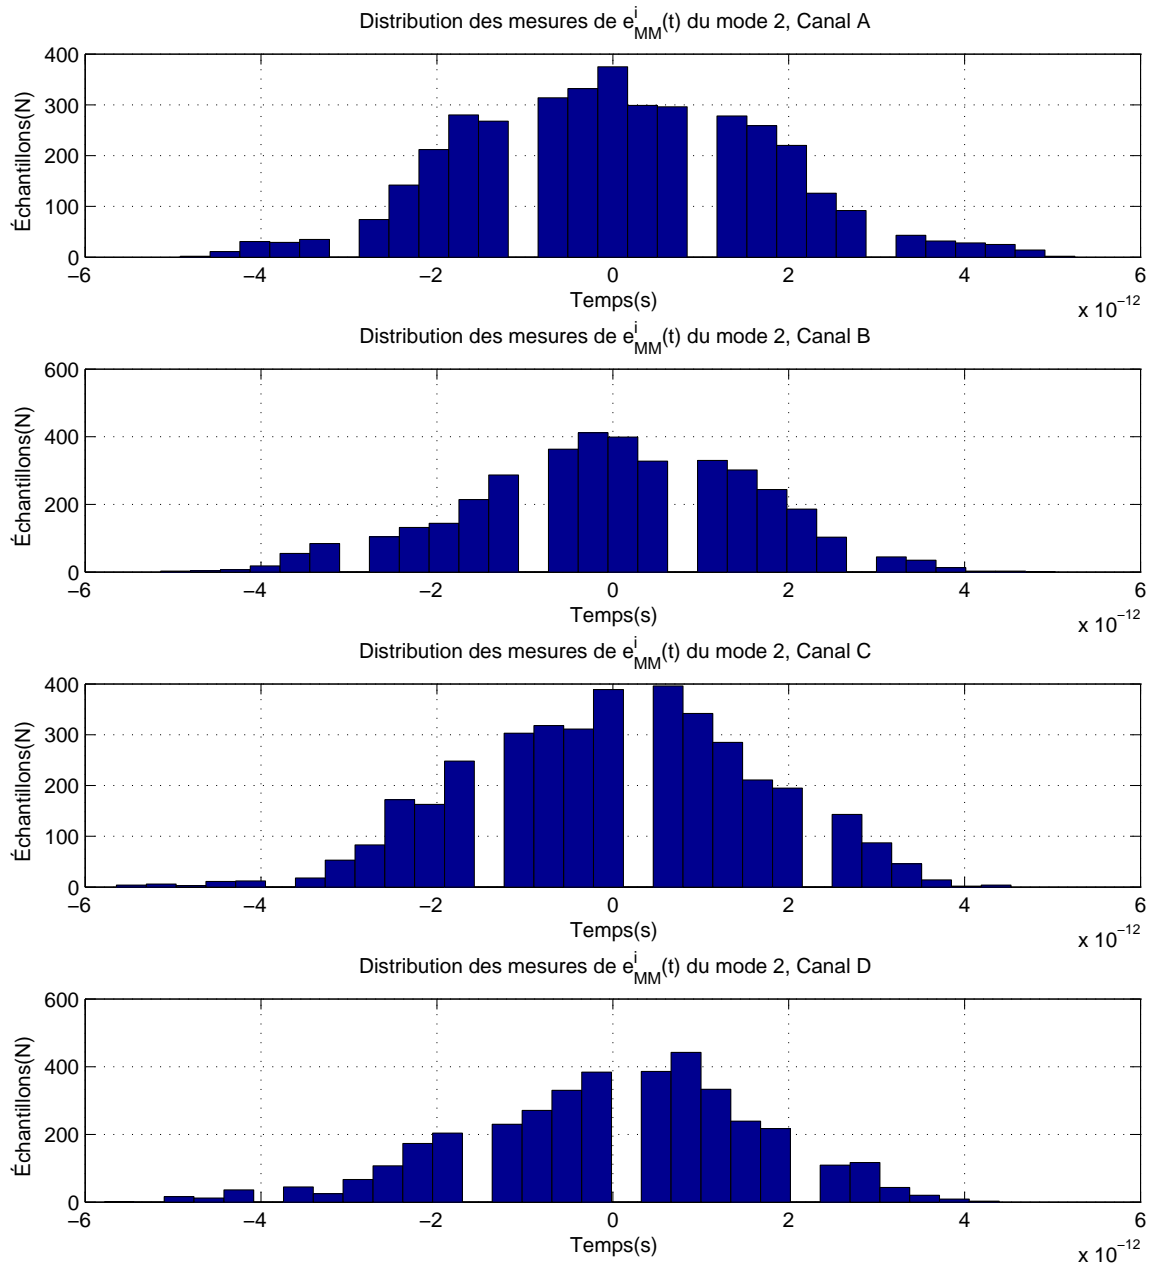 Distribution des mesures de e^i_MM(t) du mode 2, Canal A
Échantillons(N)
400
300
200
100
0
−6 −4 −2 0 2 4 6
Temps(s)
x 10^−12
Distribution des mesures de e^i_MM(t) du mode 2, Canal B
Échantillons(N)
600
400
200
0
−6 −4 −2 0 2 4 6
Temps(s)
x 10^−12
Distribution des mesures de e^i_MM(t) du mode 2, Canal C
Échantillons(N)
400
300
200
100
0
−6 −4 −2 0 2 4 6
Temps(s)
x 10^−12
Distribution des mesures de e^i_MM(t) du mode 2, Canal D
Échantillons(N)
600
400
200
0
−6 −4 −2 0 2 4 6
Temps(s)
x 10^−12